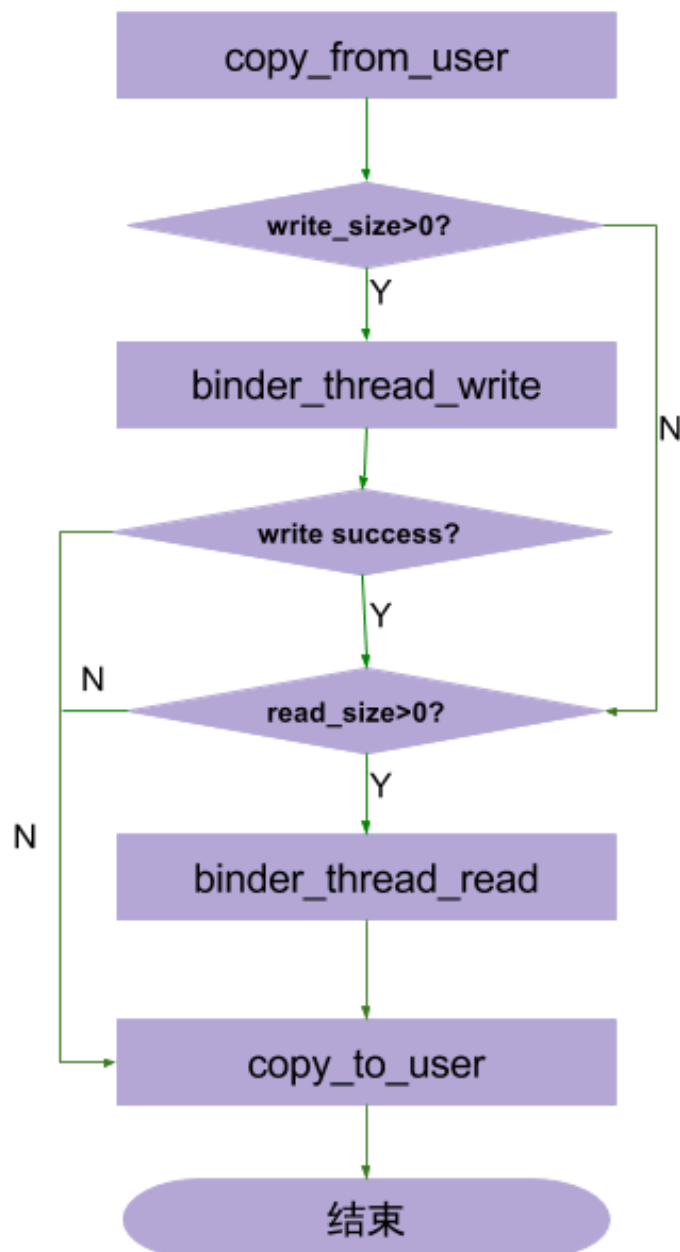 copy_from_user
write_size>0?
Y
binder_thread_write
N
write success?
Y
N
read_size>0?
Y
N
binder_thread_read
copy_to_user
结束